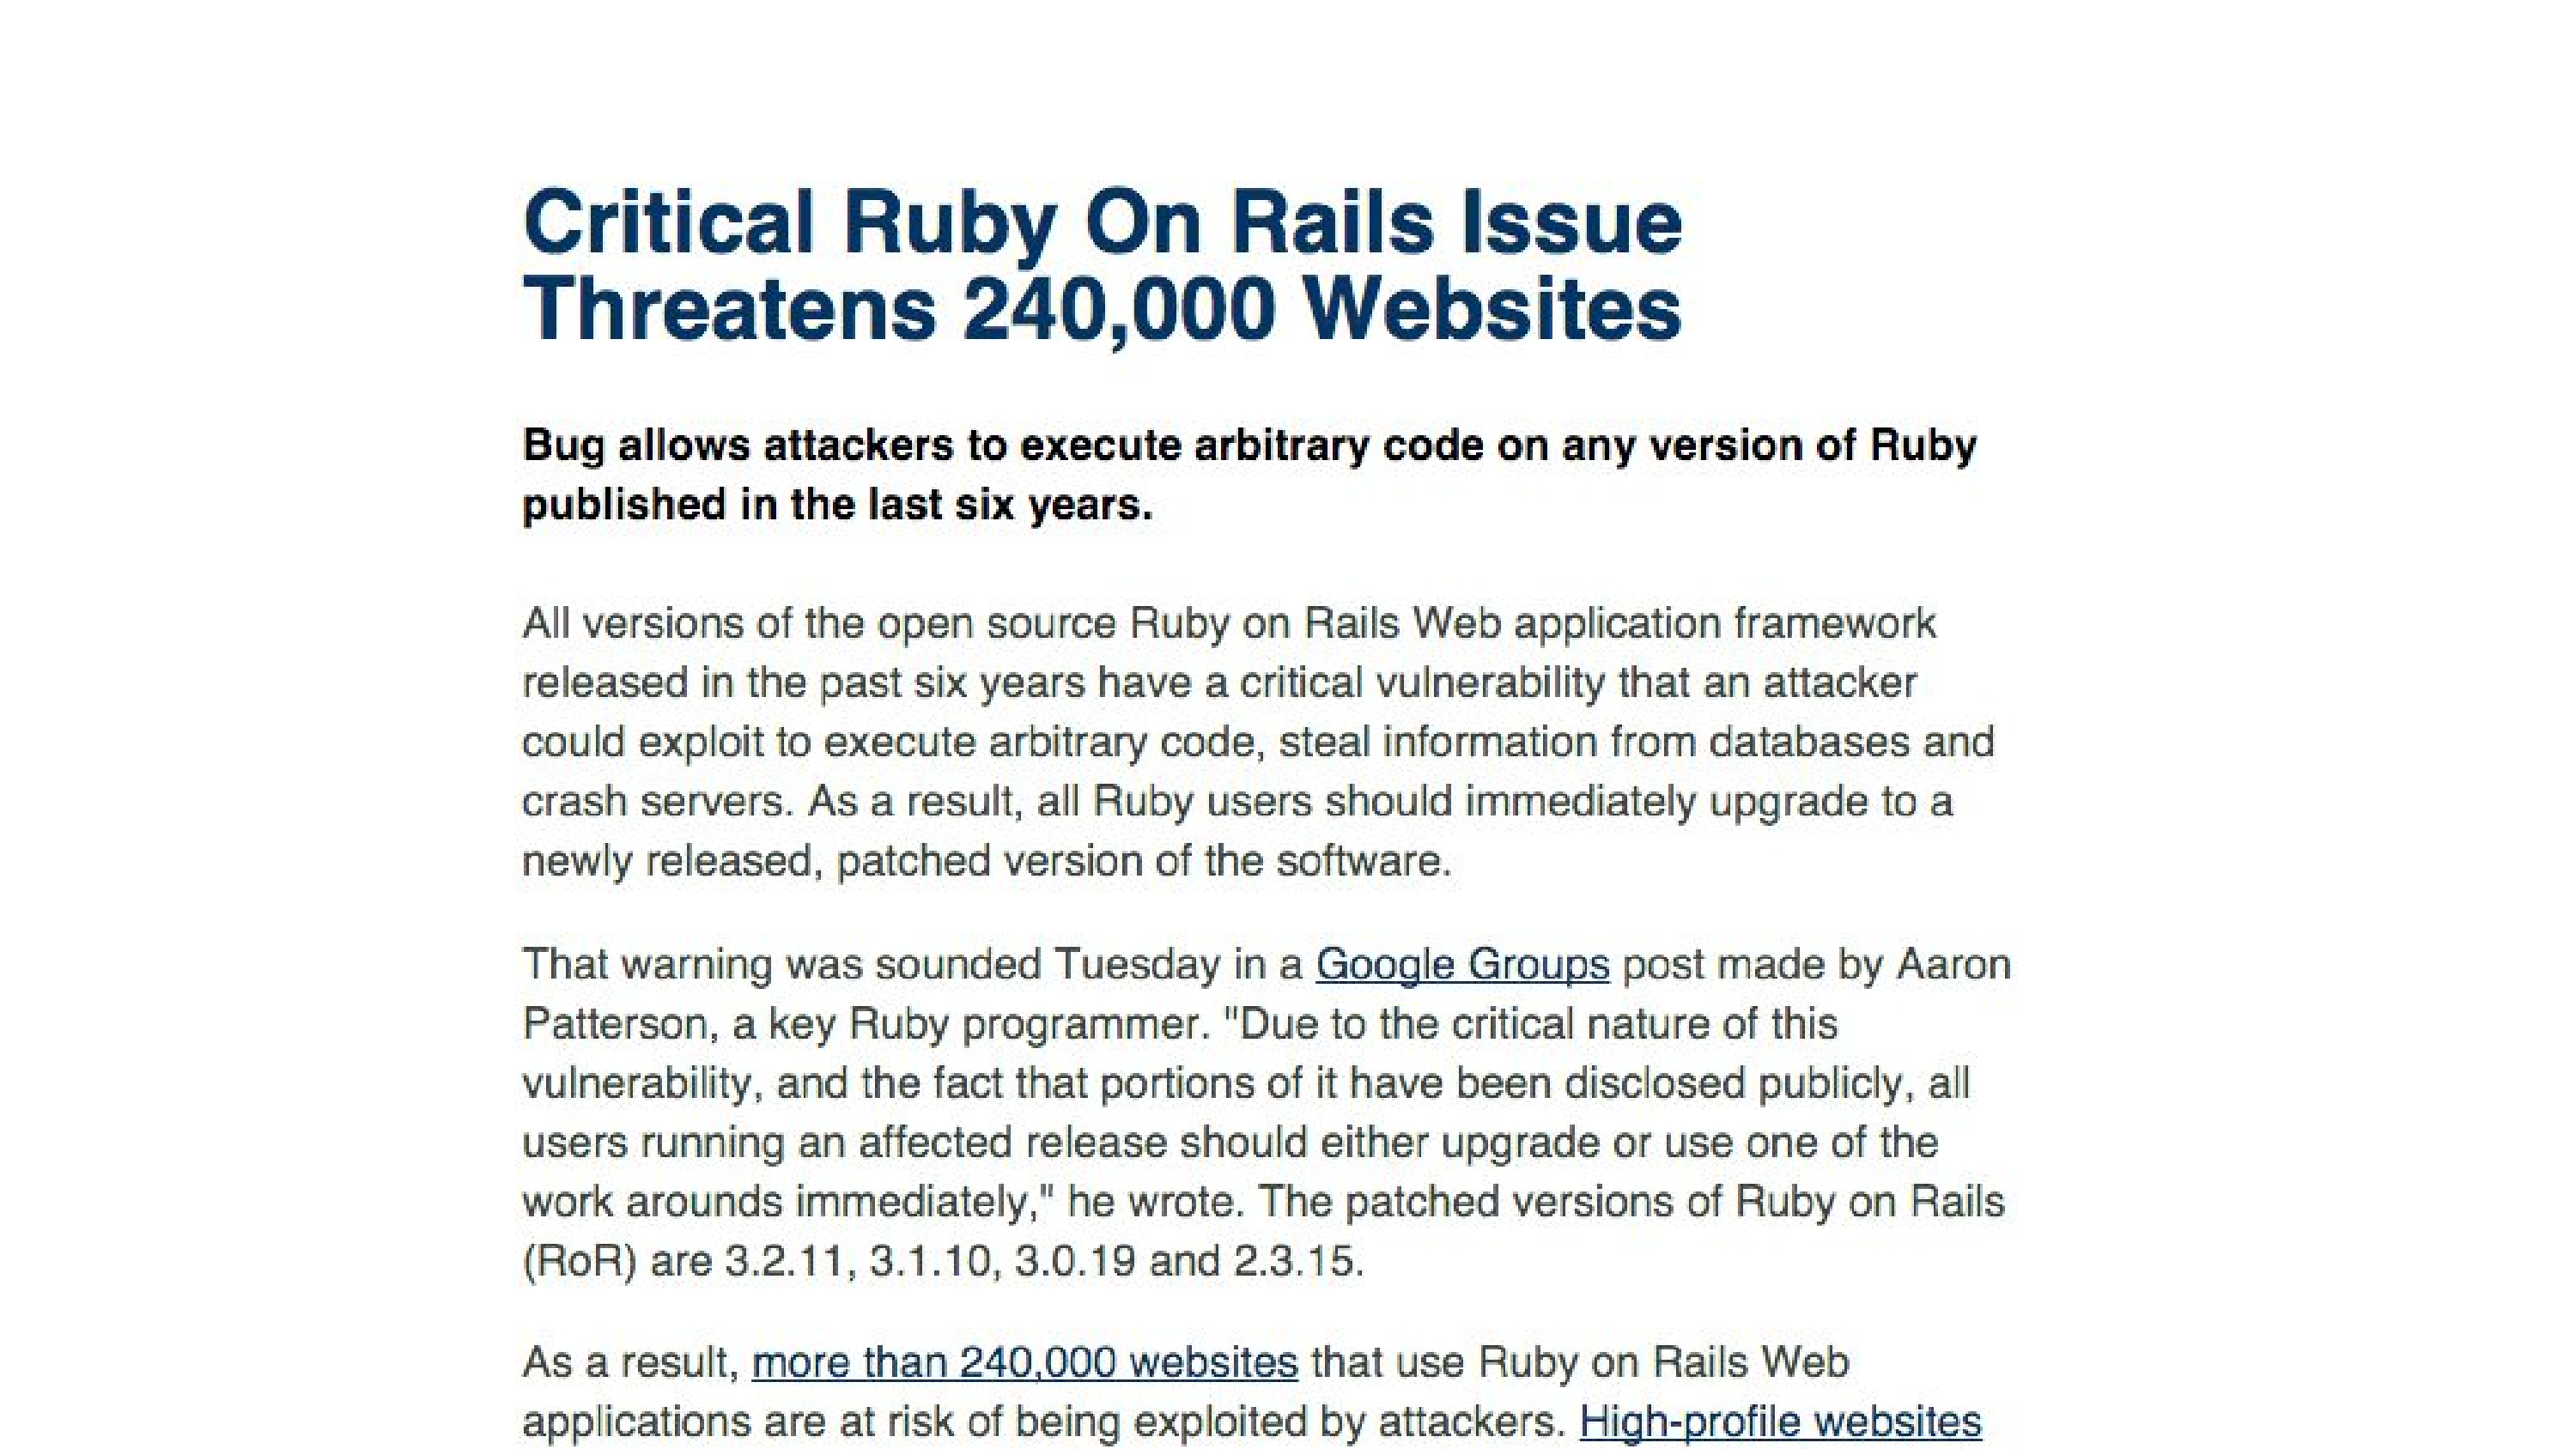 Critical Ruby On Rails Issue
Threatens 240,000 Websites
Bug allows attackers to execute arbitrary code on any version of Ruby
published in the last six years.
All versions of the open source Ruby on Rails Web application framework
released in the past six years have a critical vulnerability that an attacker
could exploit to execute arbitrary code, steal information from databases and
crash servers. As a result, all Ruby users should immediately upgrade to a
newly released, patched version of the software.
That warning was sounded Tuesday in a Google Groups post made by Aaron
Patterson, a key Ruby programmer. "Due to the critical nature of this
vulnerability, and the fact that portions of it have been disclosed publicly, all
users running an affected release should either upgrade or use one of the
work arounds immediately," he wrote. The patched versions of Ruby on Rails
(RoR) are 3.2.11, 3.1.10, 3.0.19 and 2.3.15.
As a result, more than 240,000 websites that use Ruby on Rails Web
applications are at risk of being exploited by attackers. High-profile websites